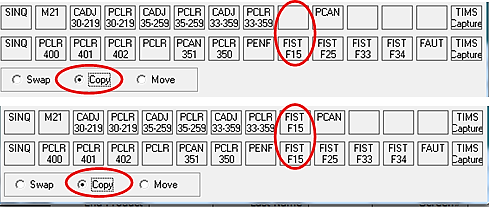 SINQ M21 CADJ 30-219 PCLR 30-219 CADJ 35-259 PCLR 35-259 CADJ 33-359 PCLR 33-359 PCAN TIMS Capture
SINQ PCLR 400 PCLR 401 PCLR 402 PCLR PCAN 351 PCLR 350 PENF FIST F15 FIST F25 FIST F33 FIST F34 FAUT TIMS Capture
Swap Copy Move
SINQ M21 CADJ 30-219 PCLR 30-219 CADJ 35-259 PCLR 35-259 CADJ 33-359 PCLR 33-359 FIST F15 PCAN TIMS Capture
SINQ PCLR 400 PCLR 401 PCLR 402 PCLR PCAN 351 PCLR 350 PENF FIST F15 FIST F25 FIST F33 FIST F34 FAUT TIMS Capture
Swap Copy Move